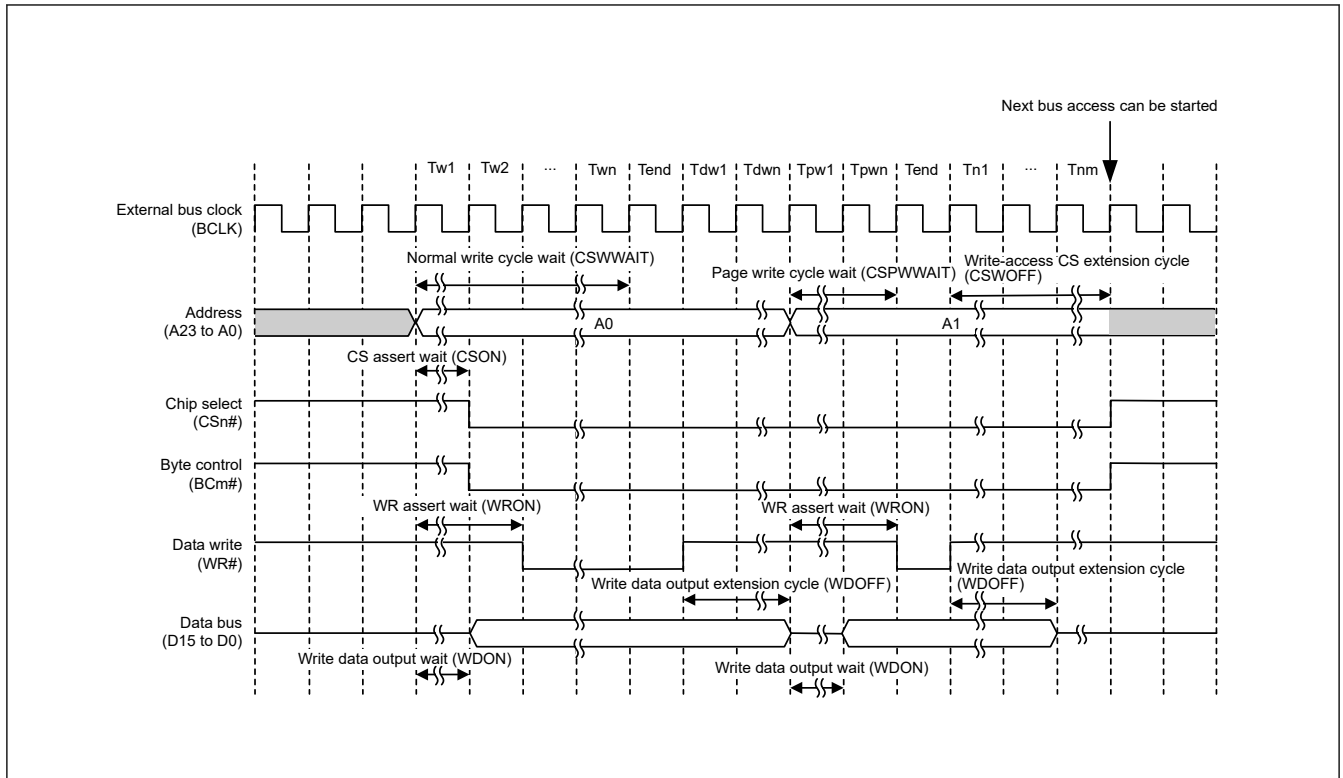 Next bus access can be started
Tw1 Tw2 ... Twn Tend Tdw1 Tdwn Tpw1 Tpwn Tend Tn1 ... Tnm
External bus clock
(BCLK)
Normal write cycle wait (CSWWAIT)
Page write cycle wait (CSPWWAIT)
Write-access CS extension cycle
(CSWOFF)
Address
(A23 to A0)
A0
A1
CS assert wait (CSON)
Chip select
(CSn#)
Byte control
(BCm#)
WR assert wait (WRON)
WR assert wait (WRON)
Data write
(WR#)
Write data output extension cycle (WDOFF)
Write data output extension cycle
(WDOFF)
Data bus
(D15 to D0)
Write data output wait (WDON)
Write data output wait (WDON)